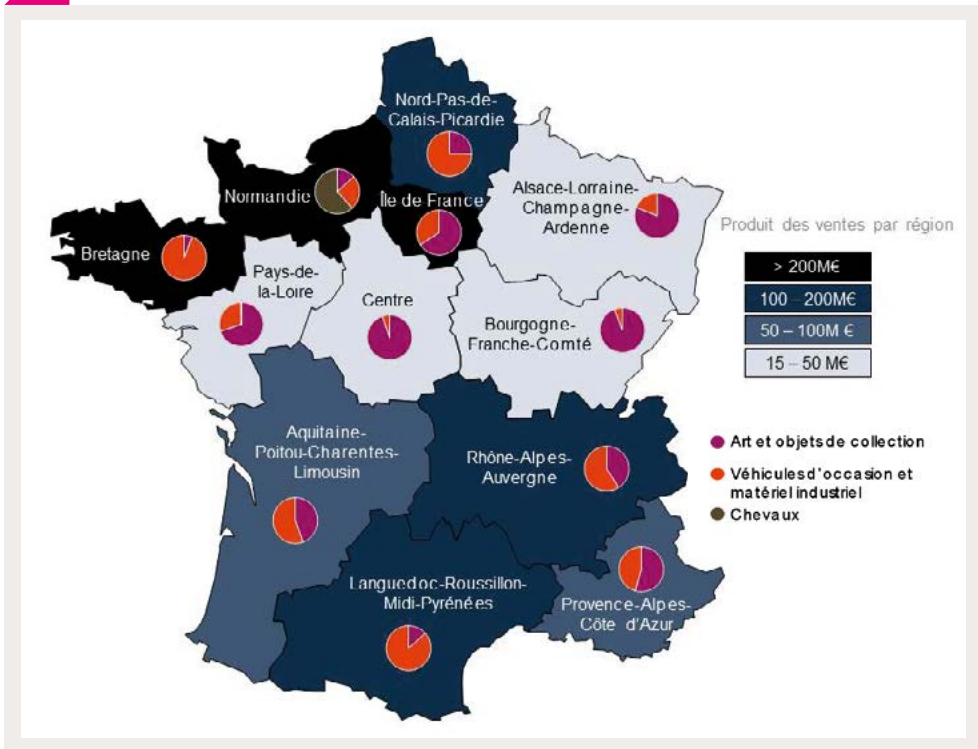 Nord-Pas-de-
Calais-Picardie
Normandie
Île de France
Alsace-Lorraine-
Champagne-
Ardenne
Bretagne
Pays-de-
la-Loire
Centre
Bourgogne-
Franche-Comté
Aquitaine-
Poitou-Charentes-
Limousin
Rhône-Alpes-
Auvergne
Languedoc-Roussillon-
Midi-Pyrénées
Provence-Alpes-
Côte d'Azur
Produit des ventes par région
> 200M€
100 – 200M€
50 – 100M €
15 – 50 M€
Art et objets de collection
Véhicules d'occasion et
matériel industriel
Chevaux